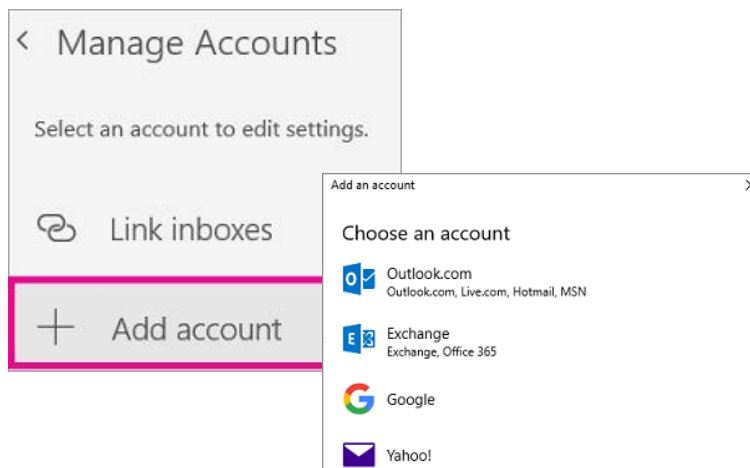 Manage Accounts
Select an account to edit settings.
Link inboxes
Add account
Add an account
Choose an account
Outlook.com
Outlook.com, Live.com, Hotmail, MSN
Exchange
Exchange, Office 365
Google
Yahoo!